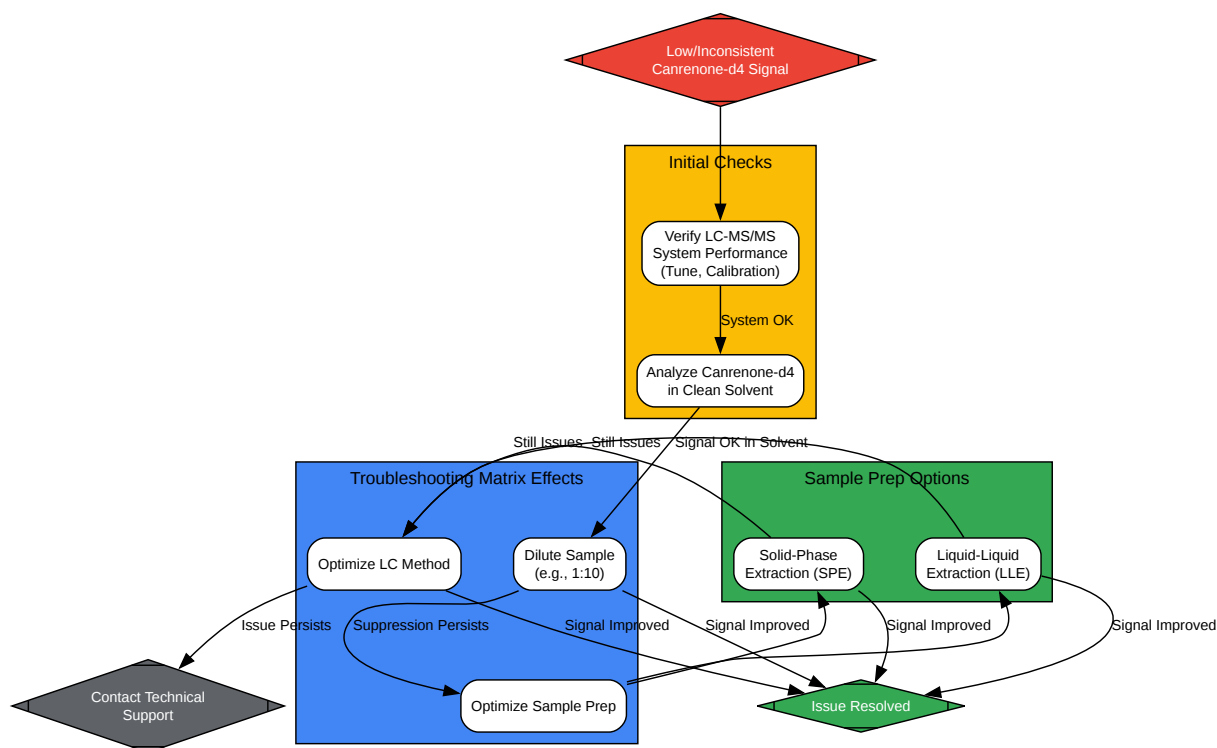 Low/Inconsistent
Canrenone-d4 Signal
Initial Checks
Verify LC-MS/MS
System Performance
(Tune, Calibration)
System OK
Analyze Canrenone-d4
in Clean Solvent
Still Issues
Still Issues
Signal OK in Solvent
Troubleshooting Matrix Effects
Sample Prep Options
Optimize LC Method
Dilute Sample
(e.g., 1:10)
Solid-Phase
Extraction (SPE)
Liquid-Liquid
Extraction (LLE)
Issue Persists
Suppression Persists
Signal Improved
Signal Improved
Signal Improved
Signal Improved
Contact Technical
Support
Optimize Sample Prep
Issue Resolved